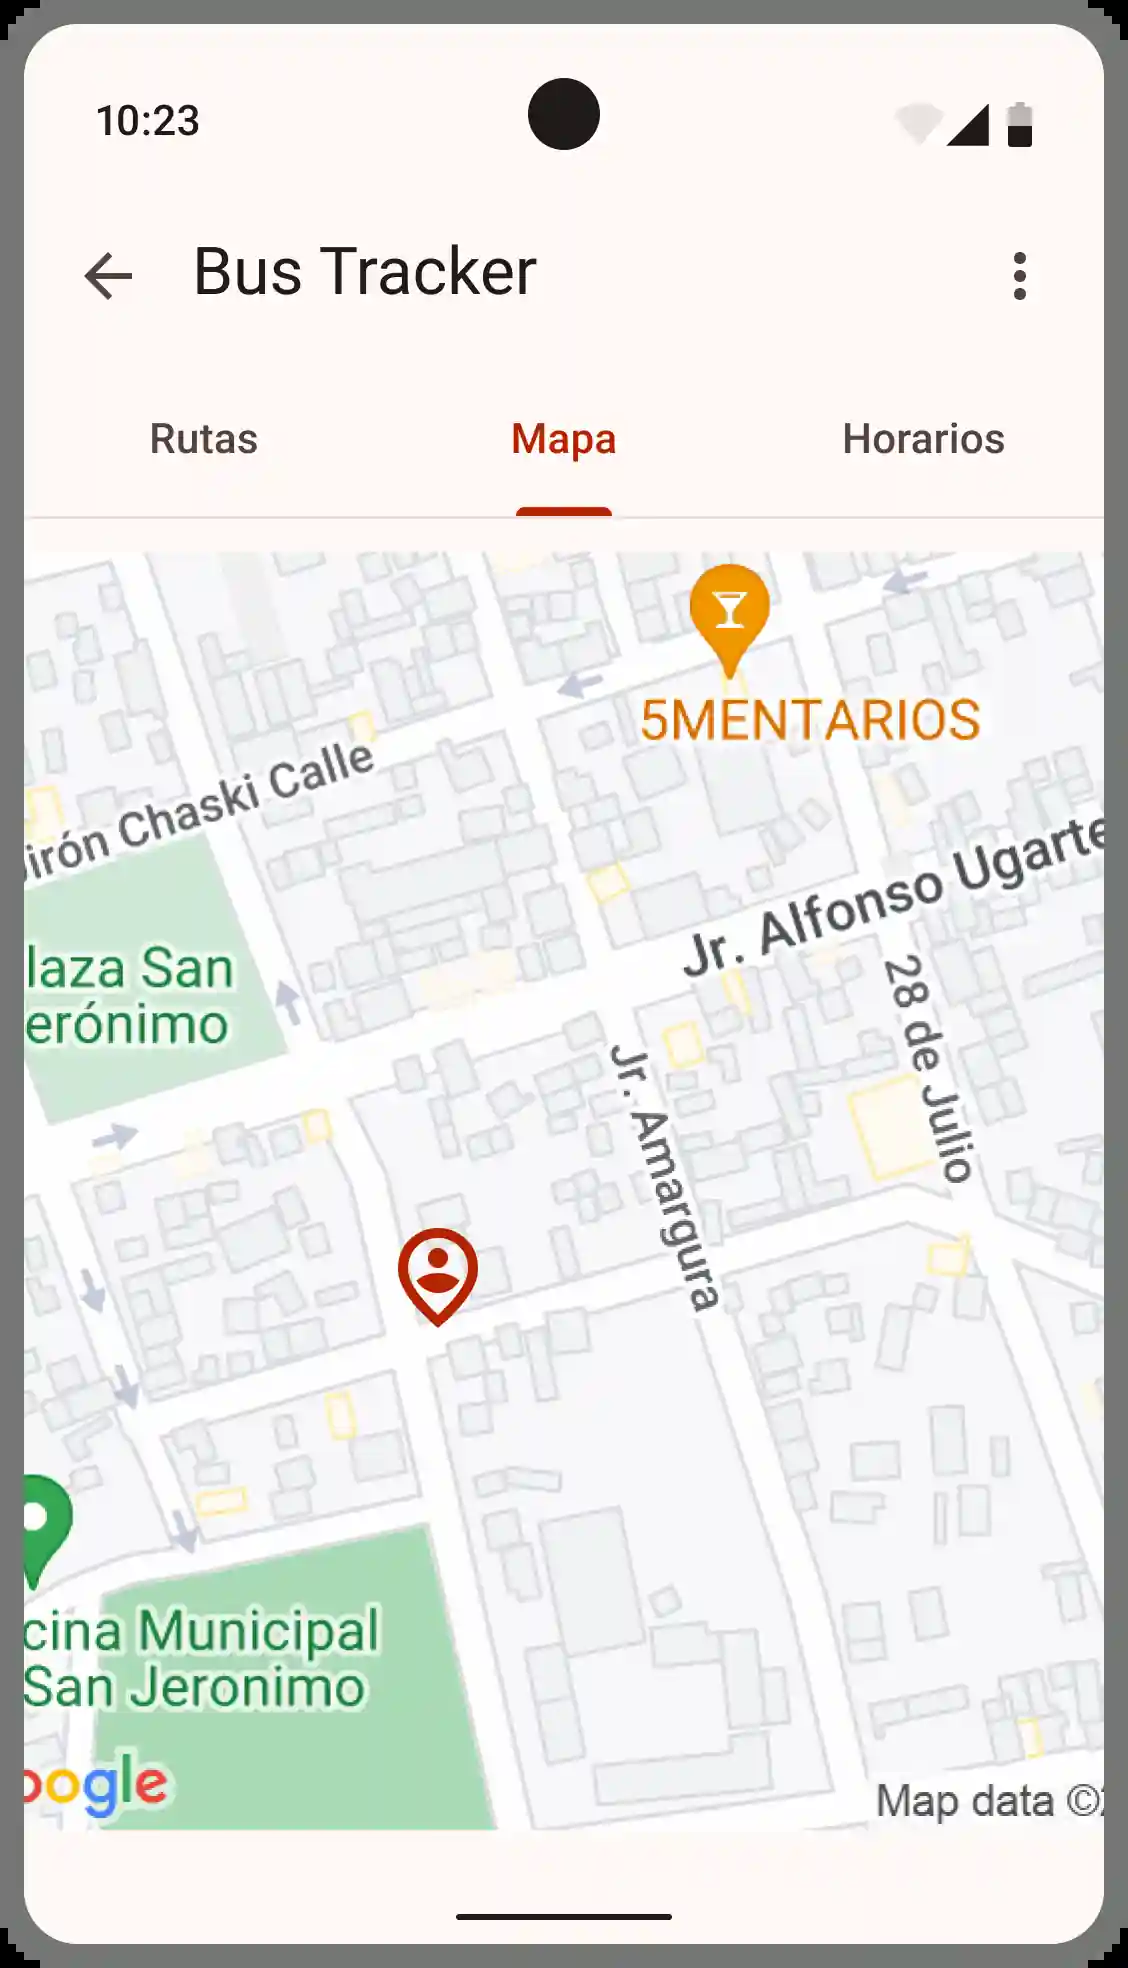 10:23
Bus Tracker
Rutas
Mapa
Horarios
5MENTARIOS
irón Chaski Calle
Jr. Alfonso Ugarte
laza San
erónimo
28 de Julio
Jr. Amargura
cina Municipal
San Jeronimo
oogle
Map data ©